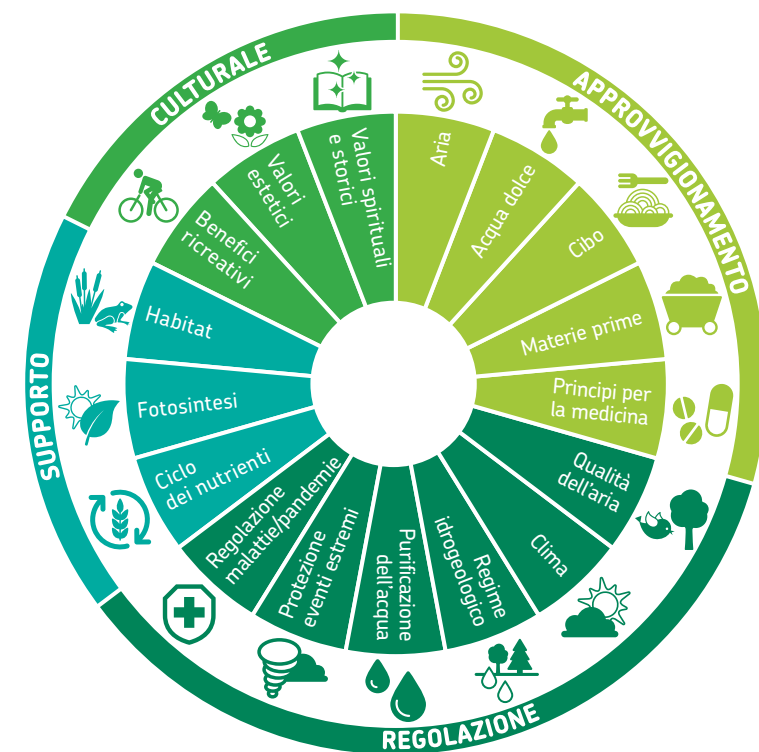 CULTURALE
Benefici
ricreativi
Valori
estetici
Valori spirituali
e storici
APPROVVIGIONAMENTO
Aria
Acqua dolce
Cibo
Materie prime
Principi per
la medicina
REGOLAZIONE
Qualità
dell'aria
Clima
Regime
idrogeologico
Purificazione
dell'acqua
Protezione
eventi estremi
Regolazione
malattie/pandemie
SUPPORTO
Ciclo
dei nutrienti
Fotosintesi
Habitat